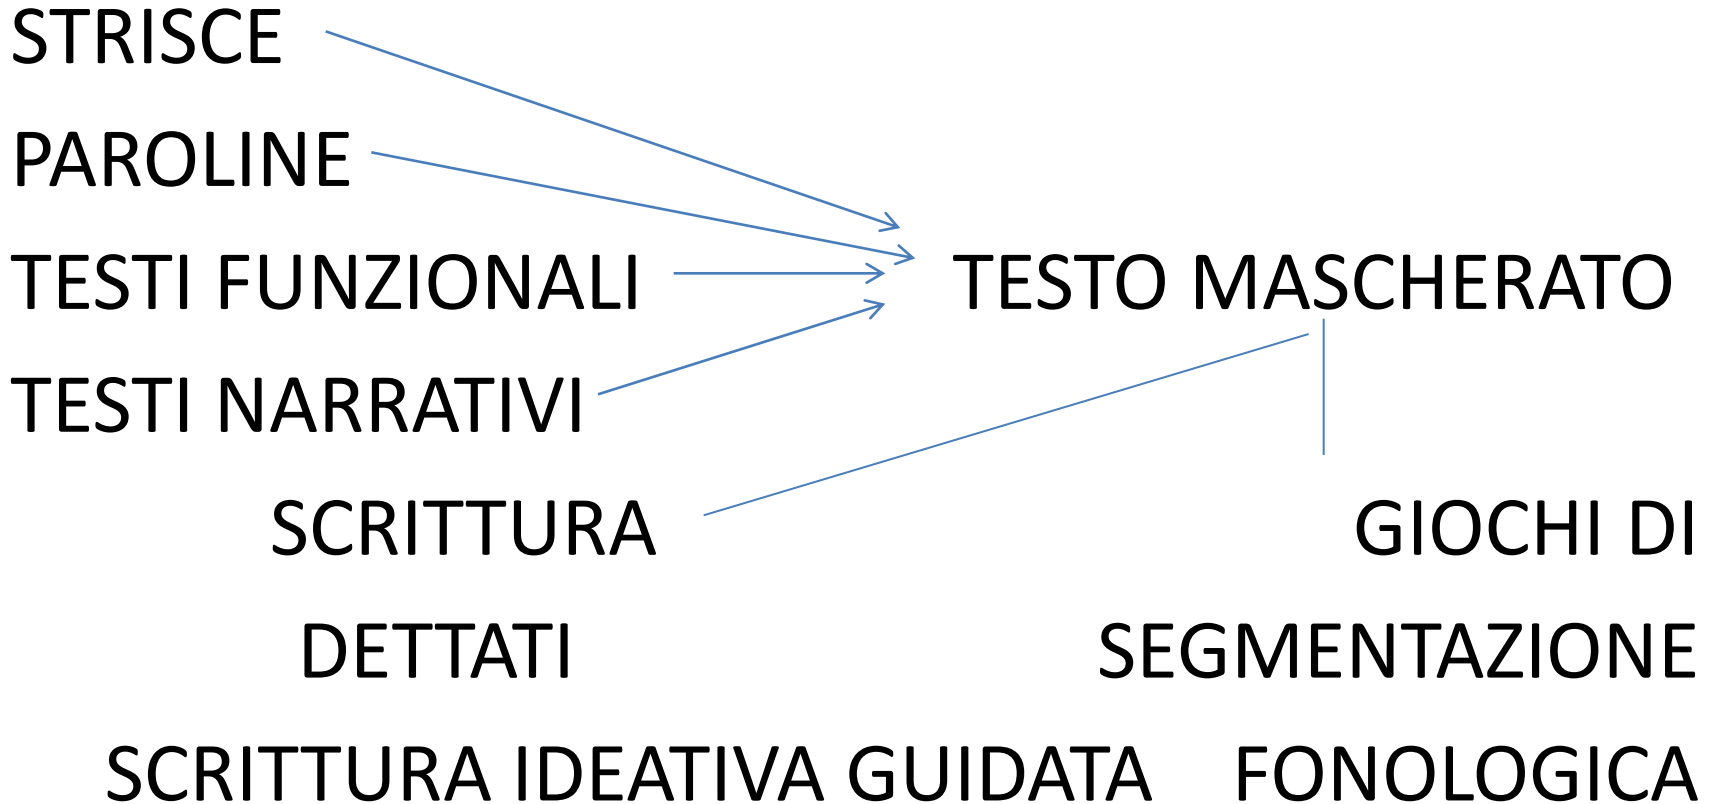 STRISCE
PAROLINE
TESTI FUNZIONALI
TESTO MASCHERATO
TESTI NARRATIVI
SCRITTURA
DETTATI
SCRITTURA IDEATIVA GUIDATA
GIOCHI DI
SEGMENTAZIONE
FONOLOGICA